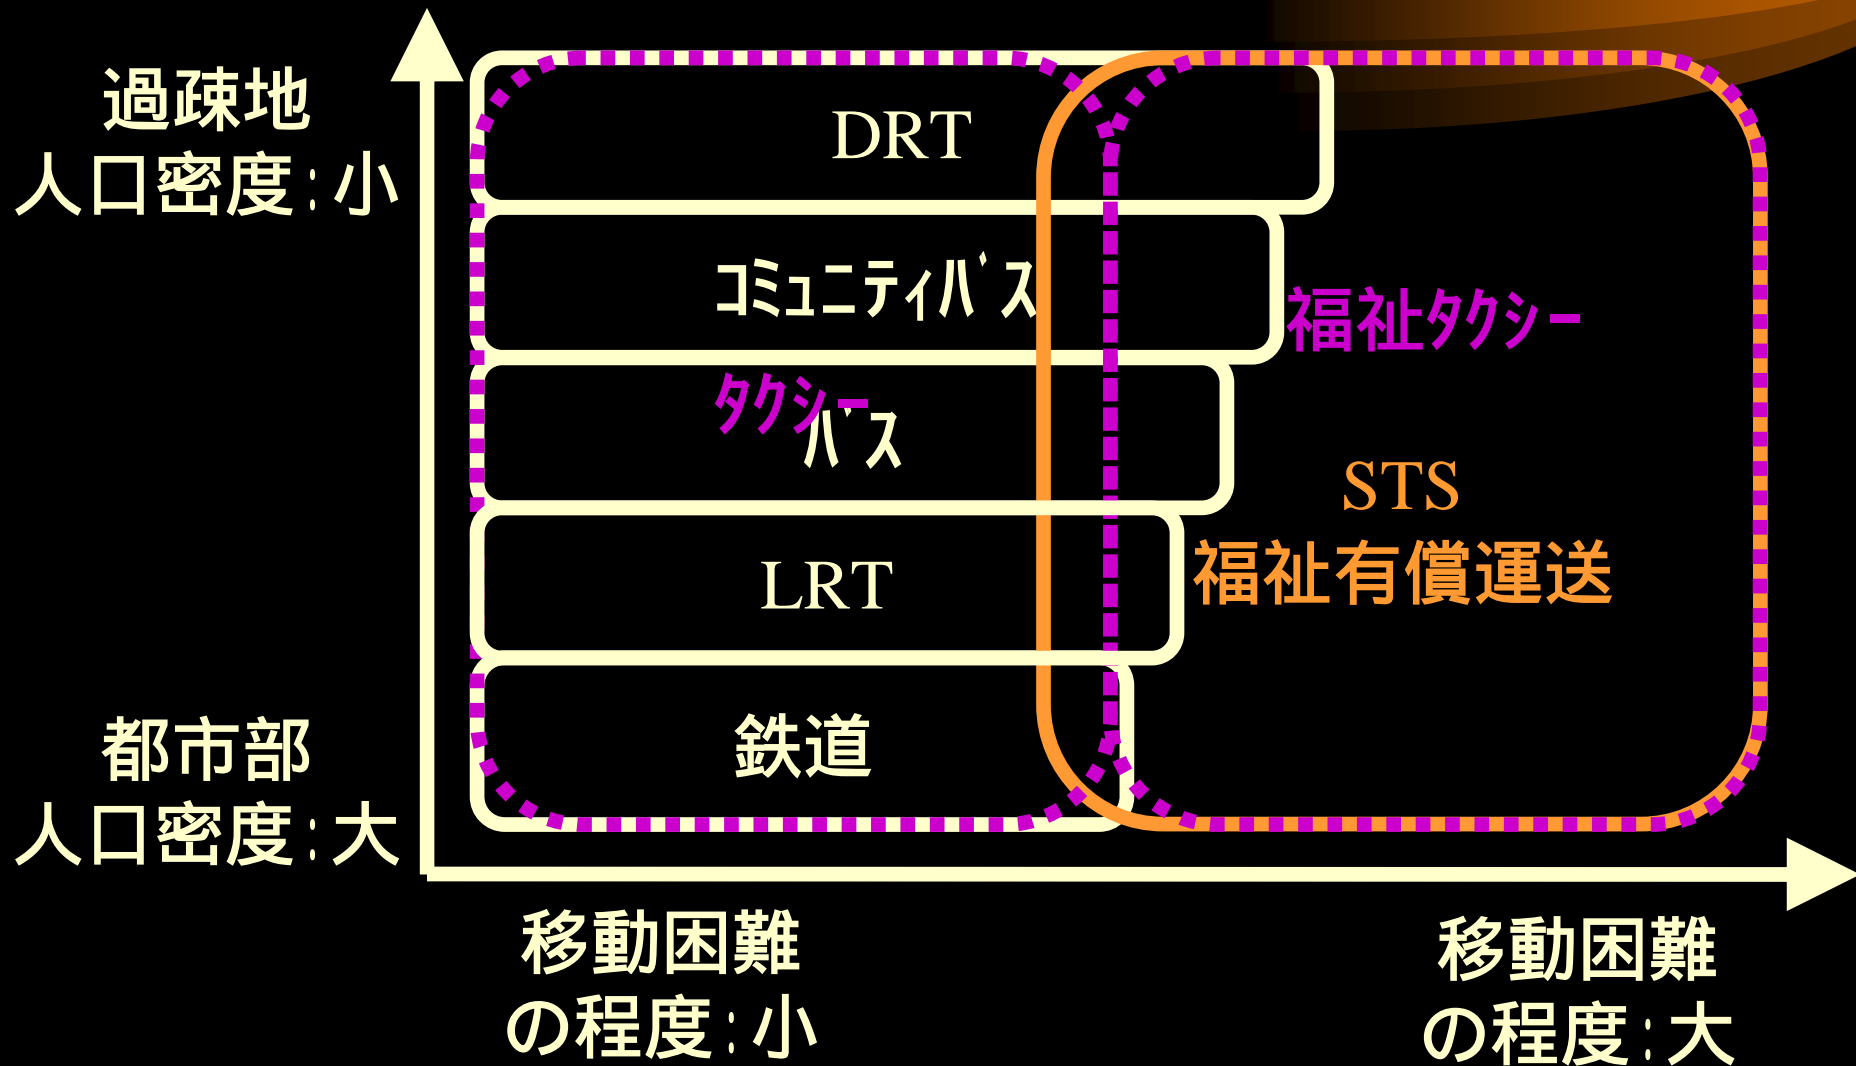 過疎地
人口密度：小
DRT
コミュニティバス
福祉タクシー
タクシー
バス
STS
福祉有償運送
LRT
都市部
人口密度：大
鉄道
移動困難
の程度：小
移動困難
の程度：大